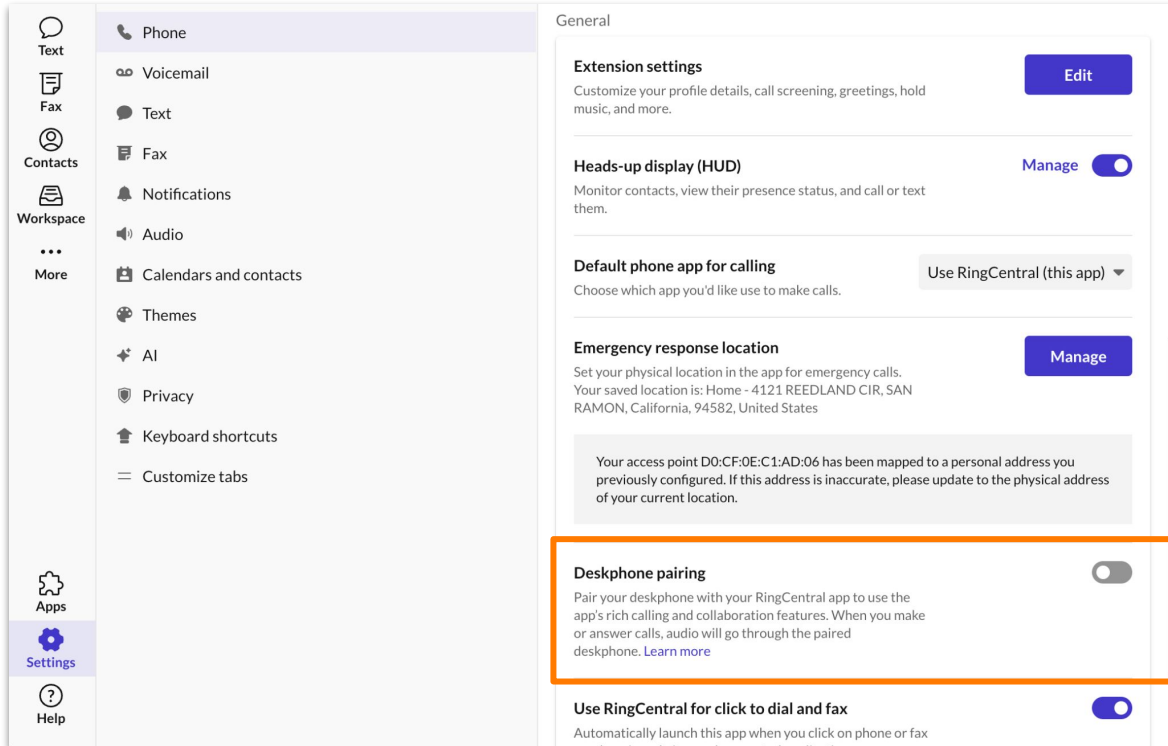 Text
Fax
Contacts
Workspace
More
Apps
Settings
Help
Phone
Voicemail
Text
Fax
Notifications
Audio
Calendars and contacts
Themes
AI
Privacy
Keyboard shortcuts
Customize tabs
General
Extension settings
Edit
Customize your profile details, call screening, greetings, hold
music, and more.
Heads-up display (HUD)
Manage
Monitor contacts, view their presence status, and call or text
them.
Default phone app for calling
Use RingCentral (this app)
Choose which app you'd like use to make calls.
Emergency response location
Manage
Set your physical location in the app for emergency calls.
Your saved location is: Home - 4121 REEDLAND CIR, SAN
RAMON, California, 94582, United States
Your access point D0:CF:0E:C1:AD:06 has been mapped to a personal address you
previously configured. If this address is inaccurate, please update to the physical address
of your current location.
Deskphone pairing
Pair your deskphone with your RingCentral app to use the
app's rich calling and collaboration features. When you make
or answer calls, audio will go through the paired
deskphone. Learn more
Use RingCentral for click to dial and fax
Automatically launch this app when you click on phone or fax